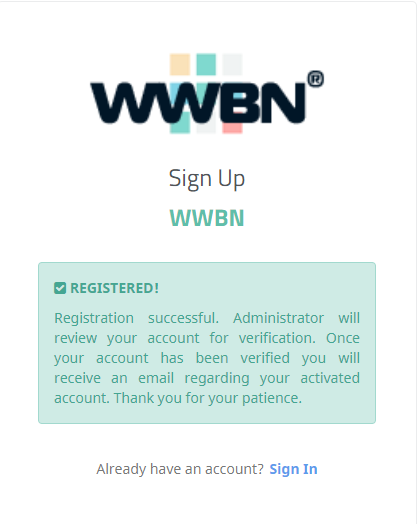 WWBN®
Sign Up
WWBN
REGISTERED!
Registration successful. Administrator will
review your account for verification. Once
your account has been verified you will
receive an email regarding your activated
account. Thank you for your patience.
Already have an account? Sign In